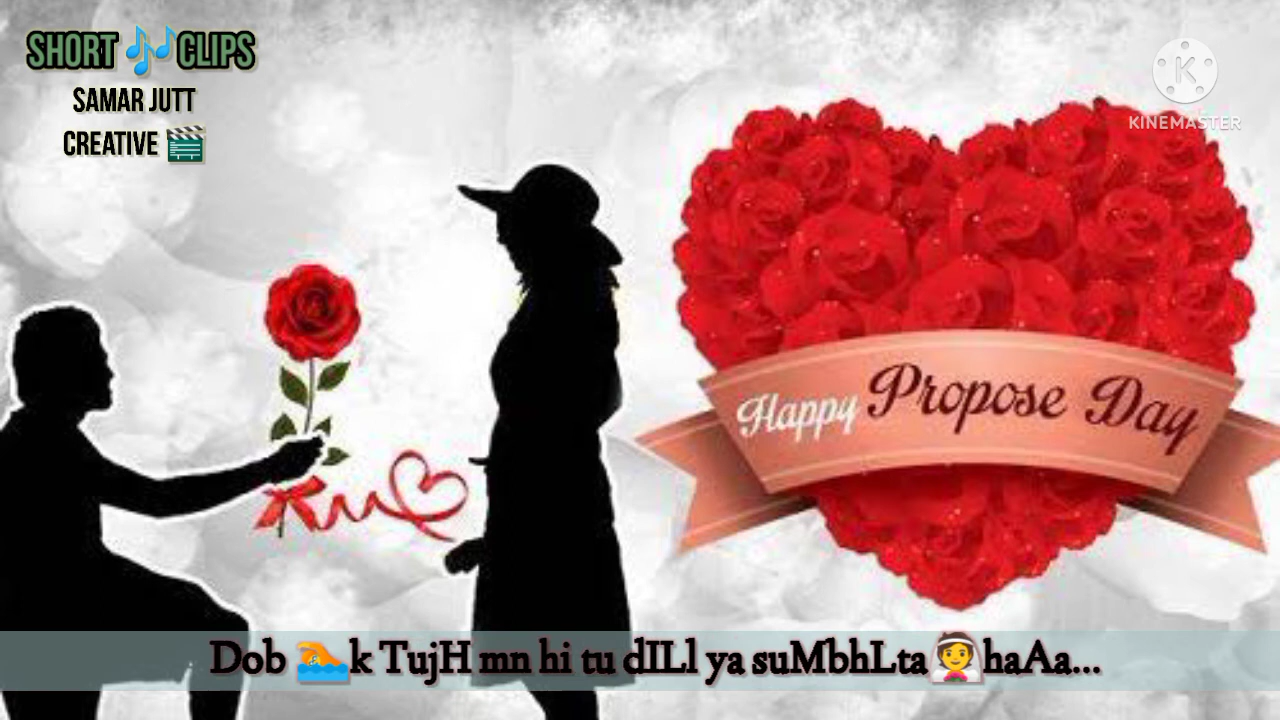 SHORT 🎶 CLIPS
SAMAR JUTT
CREATIVE 🎬
K
KINEMASTER
Happy Propose Day
Dob 🏊k TujH mn hi tu dILl ya suMbhLta👰haAa...